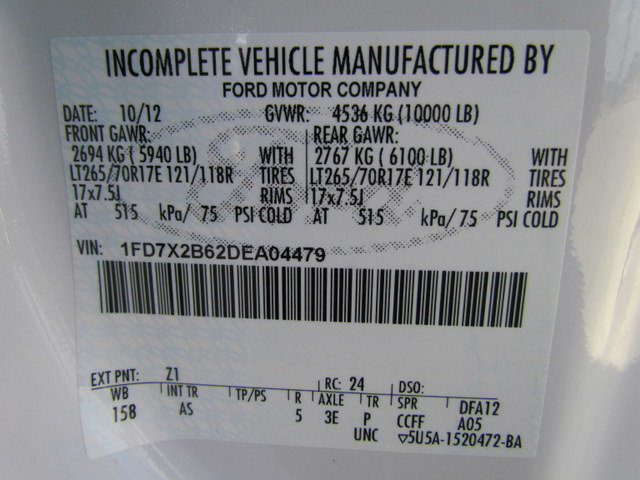 INCOMPLETE VEHICLE MANUFACTURED BY
FORD MOTOR COMPANY
DATE: 10/12 GVWR: 4536 KG (10000 LB)
FRONT GAWR: REAR GAWR:
2694 KG ( 5940 LB) WITH 2767 KG ( 6100 LB) WITH
LT265/70R17E 121/118R TIRES LT265/70R17E 121/118R TIRES
17x7.5J RIMS 17x7.5J RIMS
AT 515 kPa/ 75 PSI COLD AT 515 kPa/ 75 PSI COLD
VIN: 1FD7X2B62DEA04479
EXT PNT: Z1 RC: 24 DSO:
WB INT TR TP/PS R AXLE TR SPR DFA12
158 AS 5 3E P CCFF A05
UNC ▽5U5A-1520472-BA